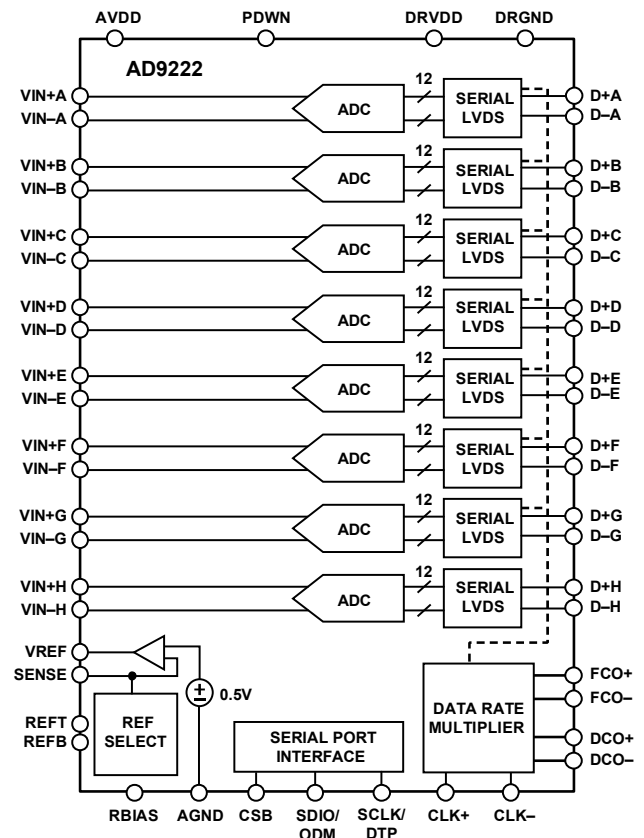 AVDD PDWN DRVDD DRGND
AD9222
VIN+A ADC 12 SERIAL LVDS D+A
VIN–A D–A
VIN+B ADC 12 SERIAL LVDS D+B
VIN–B D–B
VIN+C ADC 12 SERIAL LVDS D+C
VIN–C D–C
VIN+D ADC 12 SERIAL LVDS D+D
VIN–D D–D
VIN+E ADC 12 SERIAL LVDS D+E
VIN–E D–E
VIN+F ADC 12 SERIAL LVDS D+F
VIN–F D–F
VIN+G ADC 12 SERIAL LVDS D+G
VIN–G D–G
VIN+H ADC 12 SERIAL LVDS D+H
VIN–H D–H
VREF
SENSE
+
–
0.5V
REFT
REFB
REF
SELECT
SERIAL PORT
INTERFACE
DATA RATE
MULTIPLIER
FCO+
FCO–
DCO+
DCO–
RBIAS AGND CSB SDIO/ SCLK/ CLK+ CLK–
ODM DTP